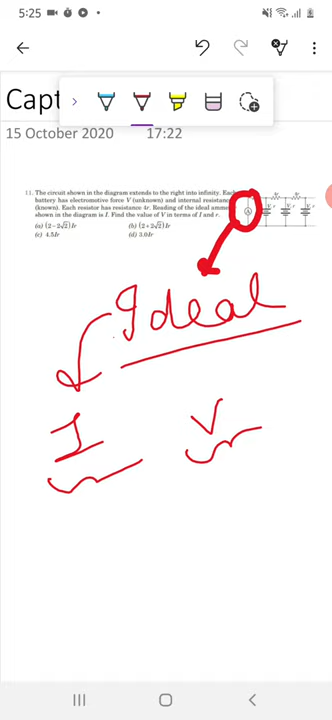 5:25
Capt
15 October 2020 17:22
11. The circuit shown in the diagram extends to the right into infinity. Each
battery has electromotive force V (unknown) and internal resistance
(known). Each resistor has resistance 4r. Reading of the ideal amme
shown in the diagram is I. Find the value of V in terms of I and r.
(a) (2−2√2)Ir (b) (2+2√2)Ir
(c) 4.5Ir (d) 3.0Ir
Ideal
I V